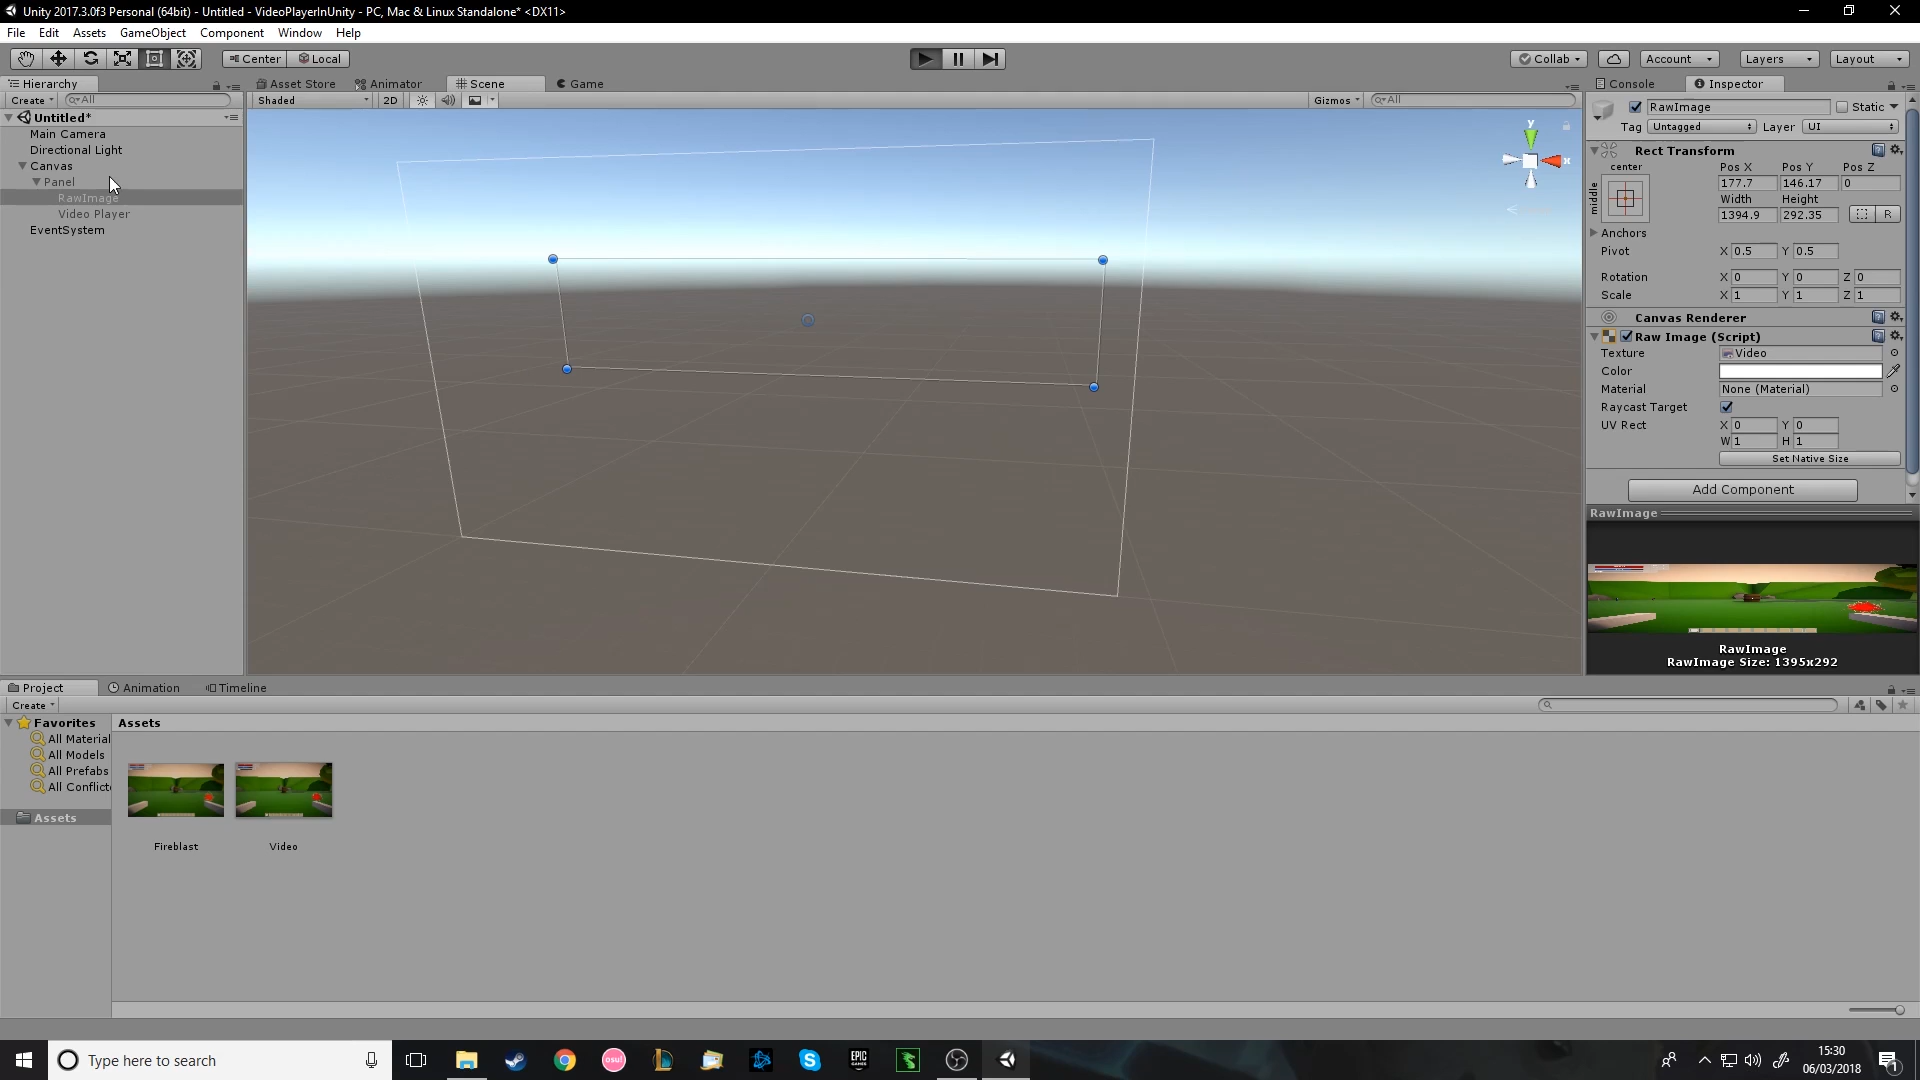 Unity 2017.3.0f3 Personal (64bit) - Untitled - VideoPlayerInUnity - PC, Mac & Linux Standalone* <DX11>
File Edit Assets GameObject Component Window Help
Center Local
Collab Account Layers Layout
Hierarchy
Asset Store Animator Scene Game
Console Inspector
Create All
Shaded 2D Gizmos All
Untitled*
Main Camera
Directional Light
Canvas
Panel
RawImage
Video Player
EventSystem
y
x
RawImage Static
Tag Untagged Layer UI
Rect Transform
center Pos X Pos Y Pos Z
middle
177.7 146.17 0
Width Height
1394.9 292.35 R
Anchors
Pivot X 0.5 Y 0.5
Rotation X 0 Y 0 Z 0
Scale X 1 Y 1 Z 1
Canvas Renderer
Raw Image (Script)
Texture Video
Color
Material None (Material)
Raycast Target
UV Rect X 0 Y 0
W 1 H 1
Set Native Size
Add Component
RawImage
RawImage
RawImage Size: 1395x292
Project Animation Timeline
Create
Favorites
All Material
All Models
All Prefabs
All Conflict
Assets
Assets
Fireblast Video
Type here to search
osu!
EPIC GAMES
15:30
06/03/2018
1